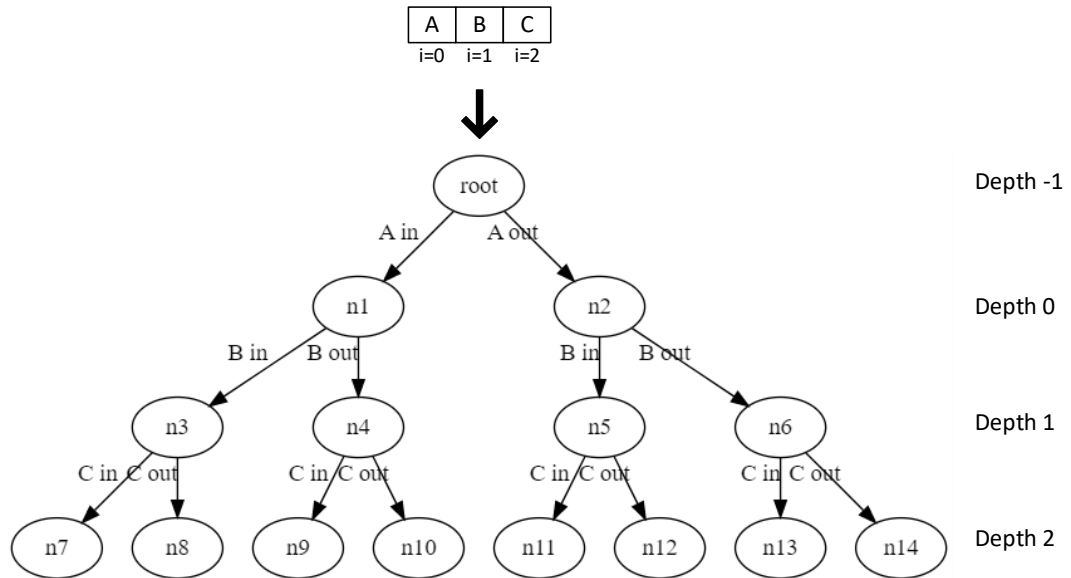 A B C
i=0 i=1 i=2
root Depth -1
A in A out
n1 n2 Depth 0
B in B out B in B out
n3 n4 n5 n6 Depth 1
C in C out C in C out C in C out C in C out
n7 n8 n9 n10 n11 n12 n13 n14 Depth 2